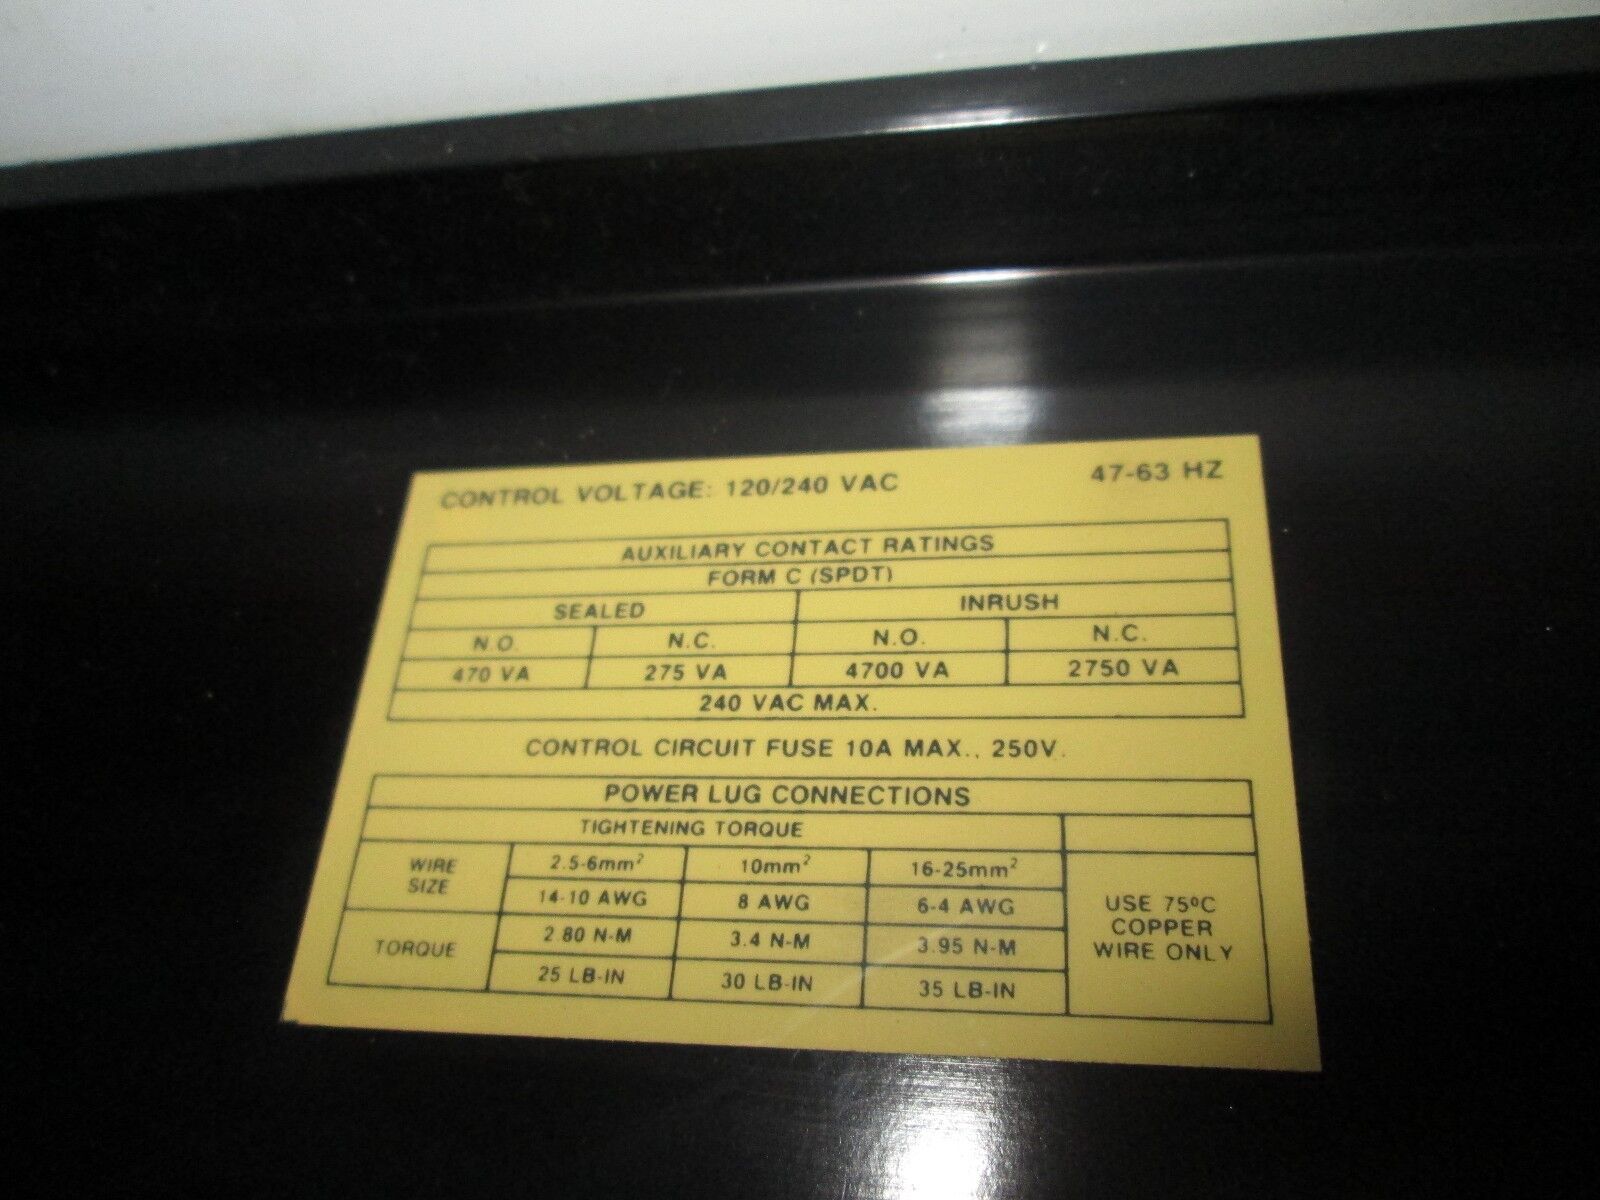 CONTROL VOLTAGE: 120/240 VAC 47-63 HZ
AUXILIARY CONTACT RATINGS
FORM C (SPDT)
SEALED INRUSH
N.O. N.C. N.O. N.C.
470 VA 275 VA 4700 VA 2750 VA
240 VAC MAX.
CONTROL CIRCUIT FUSE 10A MAX., 250V.
POWER LUG CONNECTIONS
TIGHTENING TORQUE
WIRE SIZE 2.5-6mm² 10mm² 16-25mm²
14-10 AWG 8 AWG 6-4 AWG
TORQUE 2.80 N-M 3.4 N-M 3.95 N-M
25 LB-IN 30 LB-IN 35 LB-IN
USE 75ºC
COPPER
WIRE ONLY